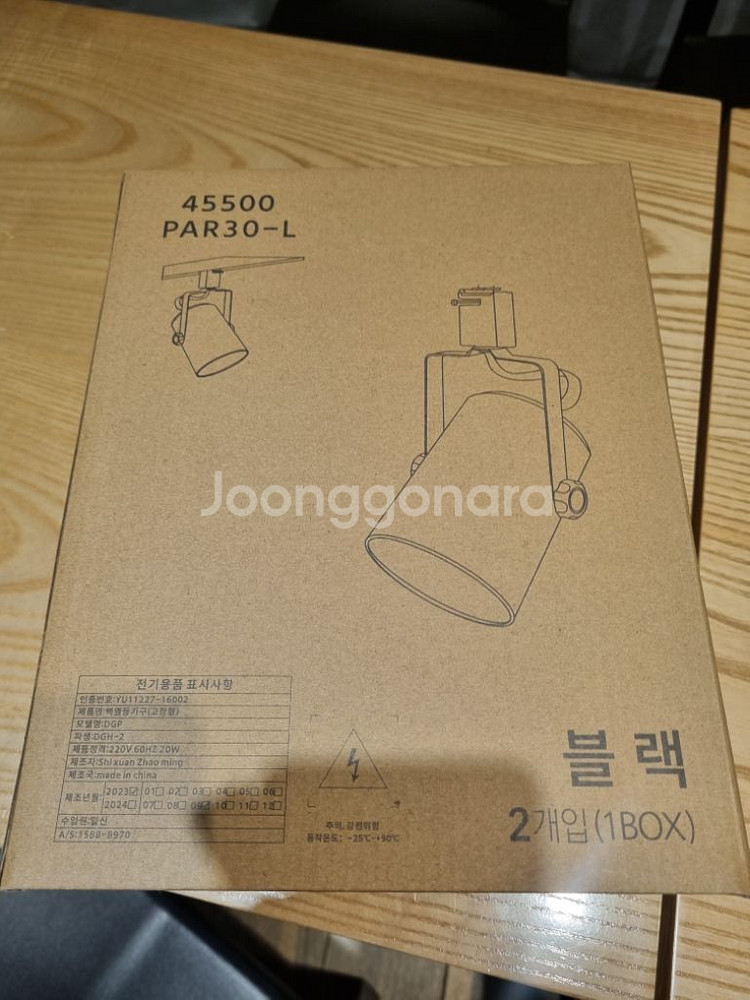 45500
PAR30-L
Joonggonara
전기용품 표시사항
인증번호:YU11227-16002
제품명:백열등기구(고정형)
모델명:DGP
파생:DGH-2
제품정격:220V.60HZ.20W
제조자:Shixuan Zhao ming
제조국:made in china
제조년월 2023☑ 01☐ 02☐ 03☐ 04☐ 05☐ 06☐
2024☐ 07☐ 08☐ 09☑ 10☐ 11☐ 12☐
수입원:일신
A/S:1588-8970
주의, 감전위험
동작온도: -25℃~+90℃
블랙
2개입(1BOX)